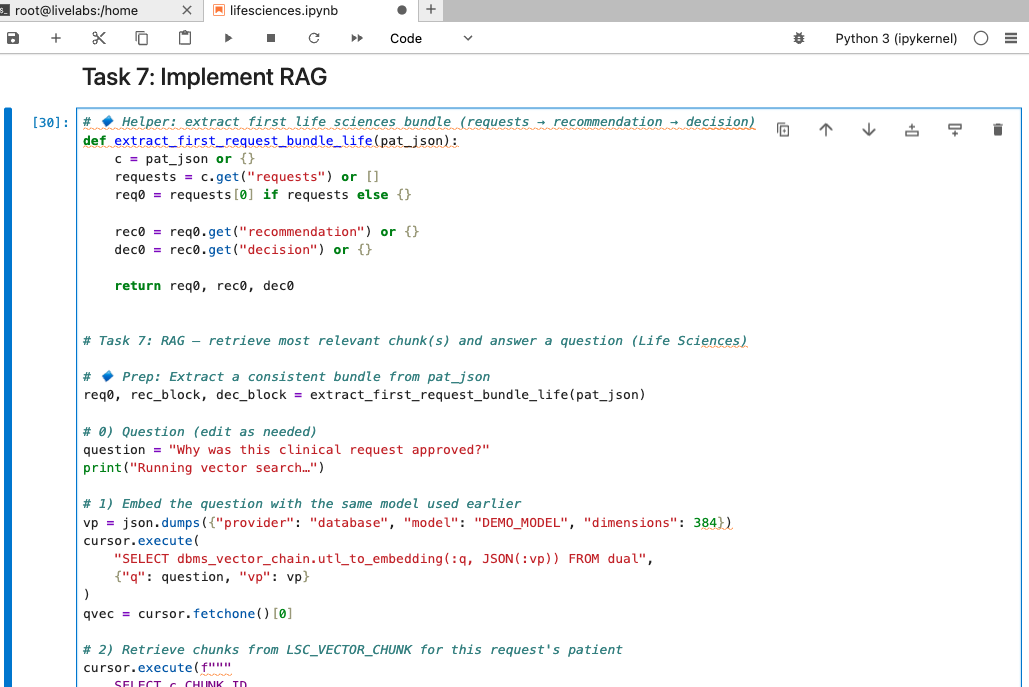 root@livelabs:/home
lifesciences.ipynb
Code
Python 3 (ipykernel)
Task 7: Implement RAG
[30]:
# 🔷 Helper: extract first life sciences bundle (requests → recommendation → decision)
def extract_first_request_bundle_life(pat_json):
    c = pat_json or {}
    requests = c.get("requests") or []
    req0 = requests[0] if requests else {}
    rec0 = req0.get("recommendation") or {}
    dec0 = rec0.get("decision") or {}
    return req0, rec0, dec0
# Task 7: RAG — retrieve most relevant chunk(s) and answer a question (Life Sciences)
# 🔷 Prep: Extract a consistent bundle from pat_json
req0, rec_block, dec_block = extract_first_request_bundle_life(pat_json)
# 0) Question (edit as needed)
question = "Why was this clinical request approved?"
print("Running vector search…")
# 1) Embed the question with the same model used earlier
vp = json.dumps({"provider": "database", "model": "DEMO_MODEL", "dimensions": 384})
cursor.execute(
    "SELECT dbms_vector_chain.utl_to_embedding(:q, JSON(:vp)) FROM dual",
    {"q": question, "vp": vp}
)
qvec = cursor.fetchone()[0]
# 2) Retrieve chunks from LSC_VECTOR_CHUNK for this request's patient
cursor.execute(f"""
    SELECT c.CHUNK_ID